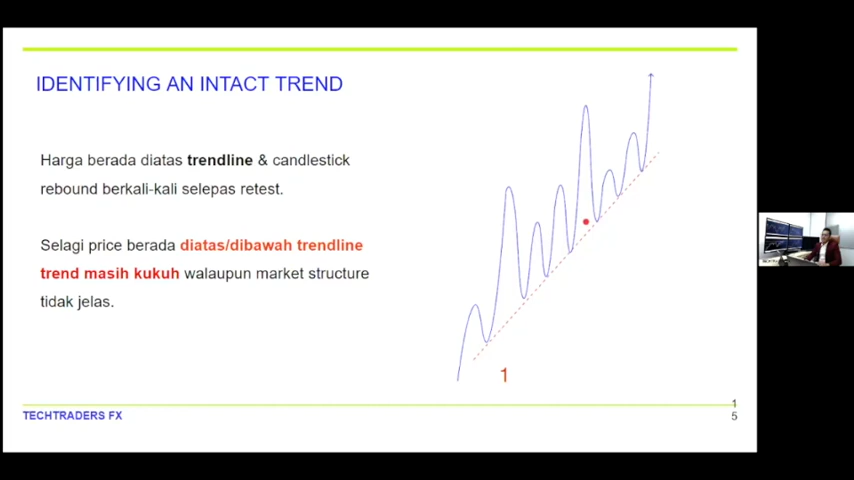 IDENTIFYING AN INTACT TREND
Harga berada diatas trendline & candlestick
rebound berkali-kali selepas retest.
Selagi price berada diatas/dibawah trendline
trend masih kukuh walaupun market structure
tidak jelas.
1
TECHTRADERS FX
1
5